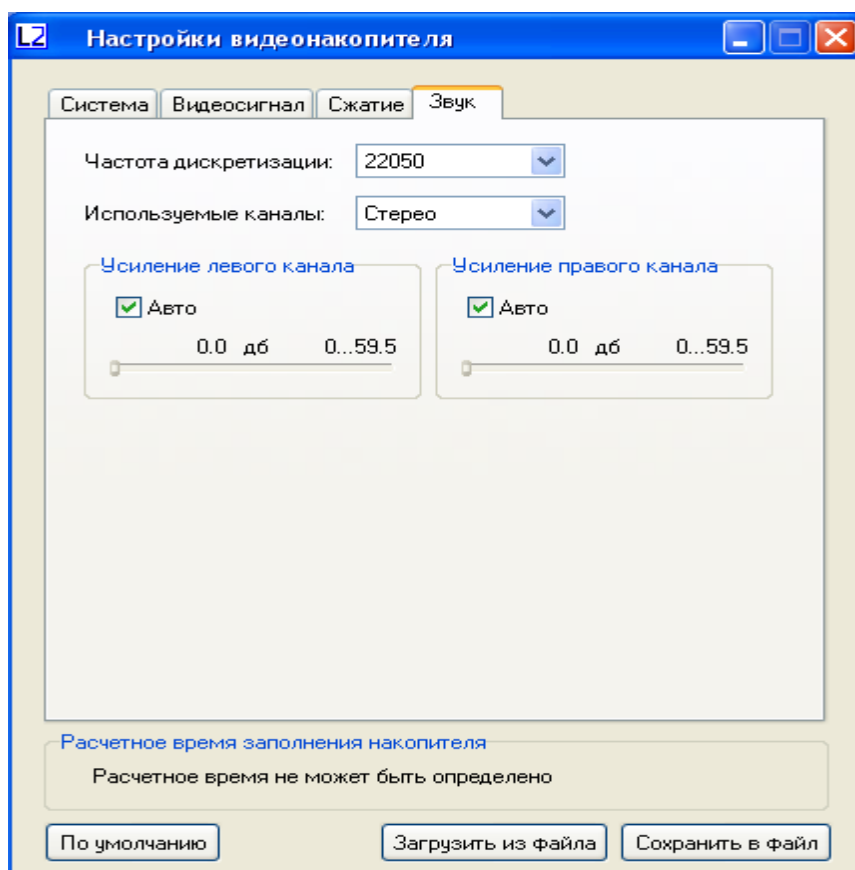 L2 Настройки видеонакопителя
Система Видеосигнал Сжатие Звук
Частота дискретизации: 22050
Используемые каналы: Стерео
Усиление левого канала Усиление правого канала
Авто Авто
0.0 дб 0...59.5 0.0 дб 0...59.5
Расчетное время заполнения накопителя
Расчетное время не может быть определено
По умолчанию Загрузить из файла Сохранить в файл